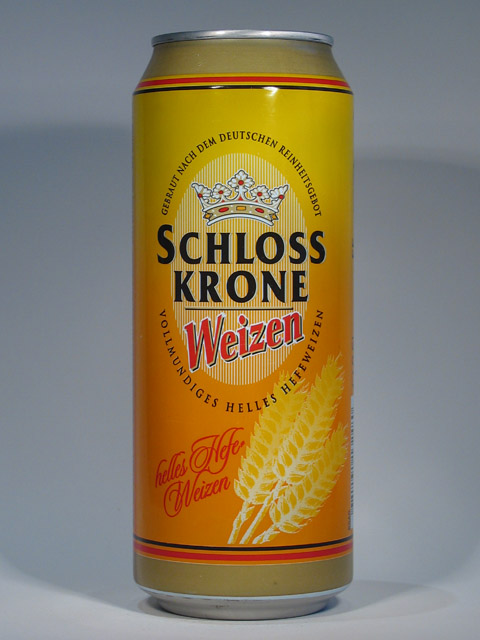 GEBRAUT NACH DEM DEUTSCHEN REINHEITSGEBOT
SCHLOSS
KRONE
Weizen
VOLLMUNDIGES HELLES HEFEWEIZEN
helles Hefe-
Weizen